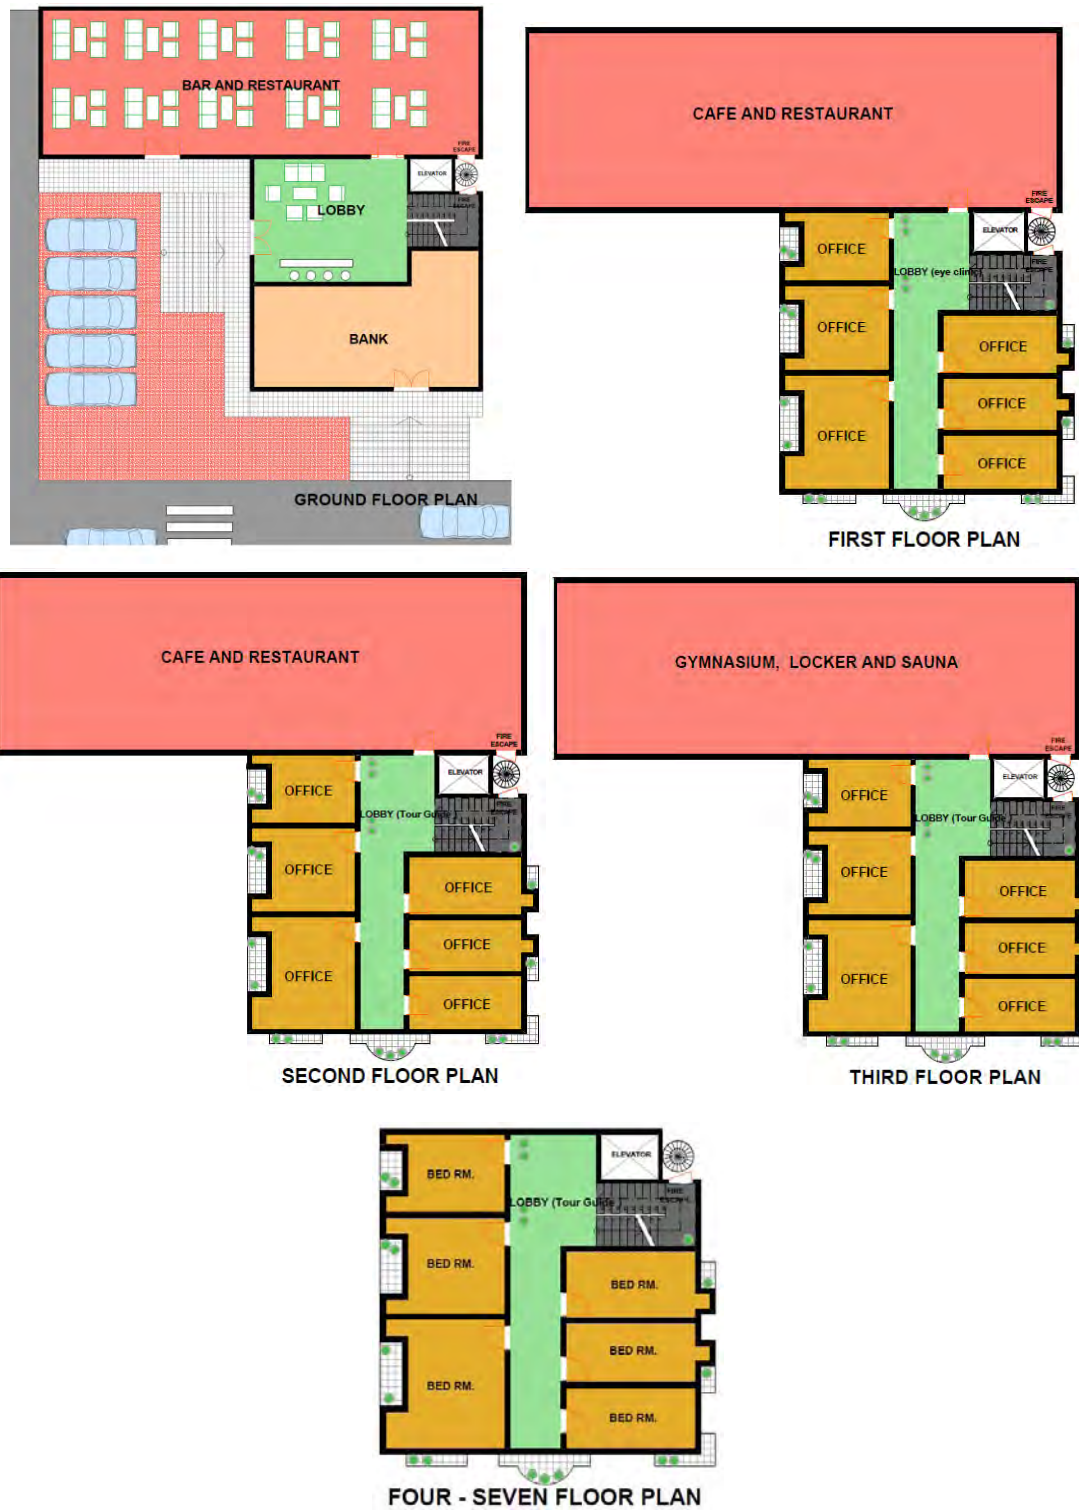 BAR AND RESTAURANT
FIRE
ESCAPE
ELEVATOR
FIRE
ESCAPE
LOBBY
BANK
GROUND FLOOR PLAN
CAFE AND RESTAURANT
FIRE
ESCAPE
ELEVATOR
OFFICE
LOBBY (eye clinic)
FIRE
ESCAPE
OFFICE
OFFICE
OFFICE
OFFICE
OFFICE
FIRST FLOOR PLAN
CAFE AND RESTAURANT
FIRE
ESCAPE
ELEVATOR
OFFICE
LOBBY (Tour Guide)
FIRE
ESCAPE
OFFICE
OFFICE
OFFICE
OFFICE
OFFICE
SECOND FLOOR PLAN
GYMNASIUM, LOCKER AND SAUNA
FIRE
ESCAPE
ELEVATOR
OFFICE
LOBBY (Tour Guide)
FIRE
ESCAPE
OFFICE
OFFICE
OFFICE
OFFICE
OFFICE
THIRD FLOOR PLAN
ELEVATOR
BED RM.
LOBBY (Tour Guide)
FIRE
ESCAPE
BED RM.
BED RM.
BED RM.
BED RM.
BED RM.
FOUR - SEVEN FLOOR PLAN